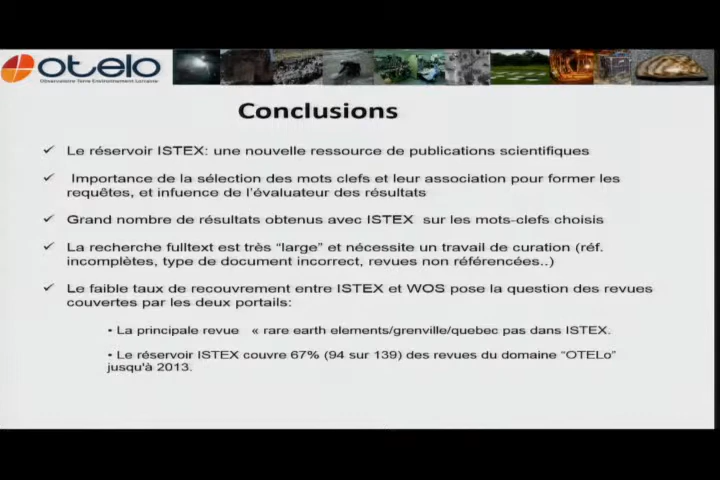 otelo
Observatoire Terre Environnement Lorraine
Conclusions
✓ Le réservoir ISTEX: une nouvelle ressource de publications scientifiques
✓ Importance de la sélection des mots clefs et leur association pour former les
requêtes, et infuence de l'évaluateur des résultats
✓ Grand nombre de résultats obtenus avec ISTEX sur les mots-clefs choisis
✓ La recherche fulltext est très "large" et nécessite un travail de curation (réf.
incomplètes, type de document incorrect, revues non référencées..)
✓ Le faible taux de recouvrement entre ISTEX et WOS pose la question des revues
couvertes par les deux portails:
• La principale revue « rare earth elements/grenville/quebec pas dans ISTEX.
• Le réservoir ISTEX couvre 67% (94 sur 139) des revues du domaine "OTELo"
jusqu'à 2013.